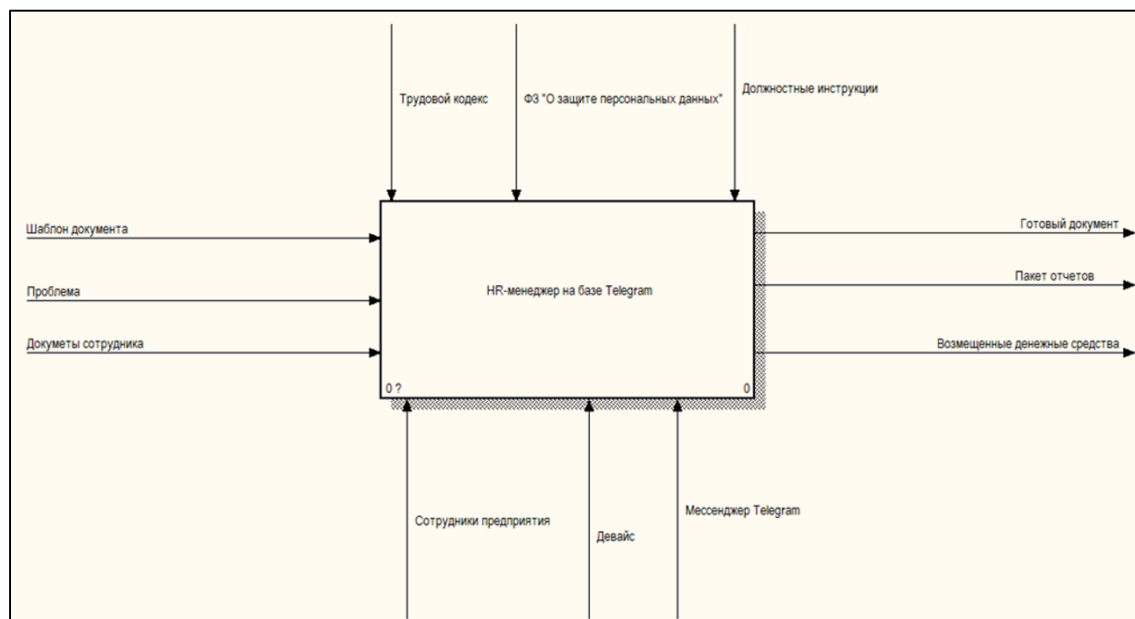 Трудовой кодекс
ФЗ "О защите персональных данных"
Должностные инструкции
Шаблон документа
Проблема
Докуметы сотрудника
HR-менеджер на базе Telegram
0 ?
0
Готовый документ
Пакет отчетов
Возмещенные денежные средства
Сотрудники предприятия
Девайс
Мессенджер Telegram